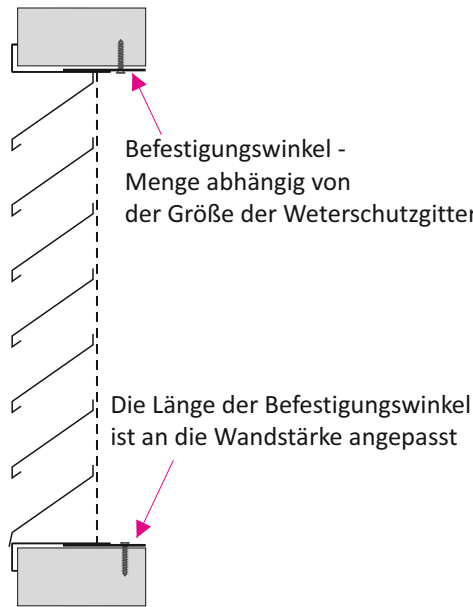 Befestigungswinkel -
Menge abhängig von
der Größe der Weterschutzgitter
Die Länge der Befestigungswinkel
ist an die Wandstärke angepasst